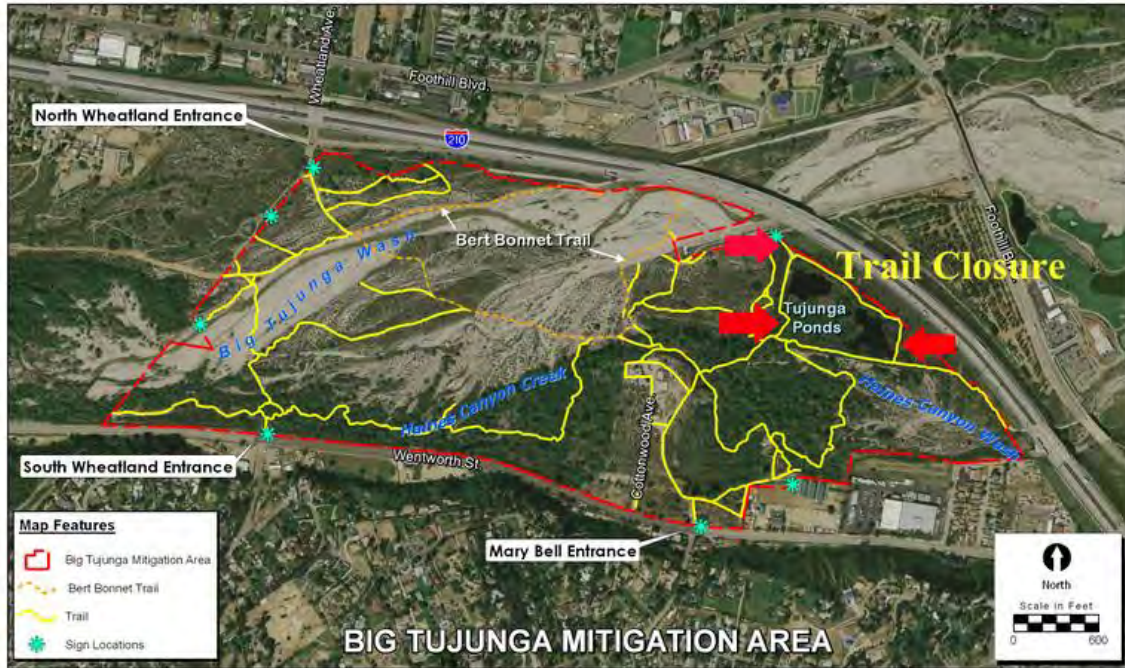 Wheatland Ave.
Foothill Blvd.
North Wheatland Entrance
210
Bert Bonnet Trail
Big Tujunga Wash
Trail Closure
Tujunga
Ponds
Foothill
Haines Canyon Creek
Haines Canyon Wash
Cottonwood Ave.
South Wheatland Entrance
Wentworth St
Mary Bell Entrance
Map Features
Big Tujunga Mitigation Area
Bert Bonnet Trail
Trail
Sign Locations
North
Scale in Feet
0 600
BIG TUJUNGA MITIGATION AREA